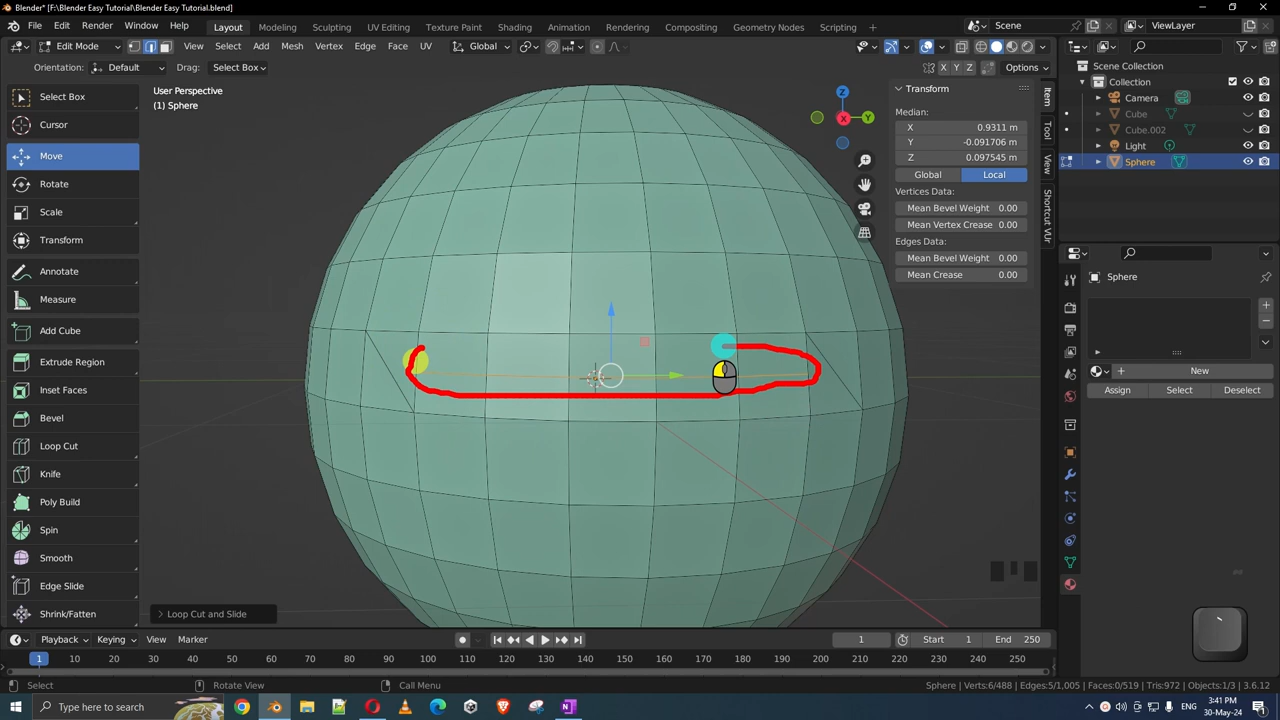 Blender* [F:\Blender Easy Tutorial\Blender Easy Tutorial.blend]
File Edit Render Window Help Layout Modeling Sculpting UV Editing Texture Paint Shading Animation Rendering Compositing Geometry Nodes Scripting Scene ViewLayer
Edit Mode View Select Add Mesh Vertex Edge Face UV Global
Orientation: Default Drag: Select Box X Y Z Options
User Perspective
(1) Sphere
Select Box
Cursor
Move
Rotate
Scale
Transform
Annotate
Measure
Add Cube
Extrude Region
Inset Faces
Bevel
Loop Cut
Knife
Poly Build
Spin
Smooth
Edge Slide
Shrink/Fatten
Loop Cut and Slide
Z
X
Y
Transform
Median:
X 0.9311 m
Y -0.091706 m
Z 0.097545 m
Global Local
Vertices Data:
Mean Bevel Weight 0.00
Mean Vertex Crease 0.00
Edges Data:
Mean Bevel Weight 0.00
Mean Crease 0.00
Item
Tool
View
Shortcut VUr
Scene Collection
Collection
Camera
Cube
Cube.002
Light
Sphere
Sphere
New
Assign Select Deselect
Playback Keying View Marker 1 Start 1 End 250
1 10 20 30 40 50 60 70 80 90 100 110 120 130 140 150 160 170 180 190 200 210 220 230 240 250
Select Rotate View Call Menu Sphere | Verts:6/488 | Edges:5/1,005 | Faces:0/519 | Tris:972 | Objects:1/3 | 3.6.12
Type here to search
3:41 PM
30-May-24